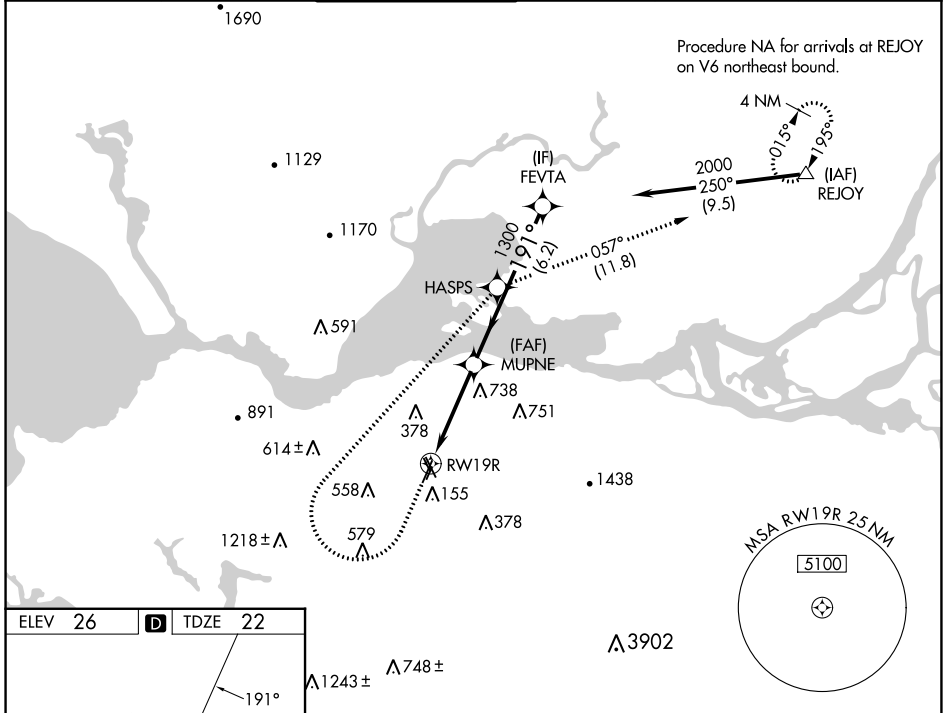 1690
Procedure NA for arrivals at REJOY
on V6 northeast bound.
4 NM
015°
195°
1129
(IF)
FEVTA
2000
250°
(9.5)
(IAF)
REJOY
1170
1300
191°
(6.2)
057°
(11.8)
HASPS
591
(FAF)
MUPNE
738
751
378
891
614±
RW19R
558
155
1438
378
579
1218±
MSA RW19R 25 NM
5100
ELEV 26
D
TDZE 22
3902
748±
1243±
191°